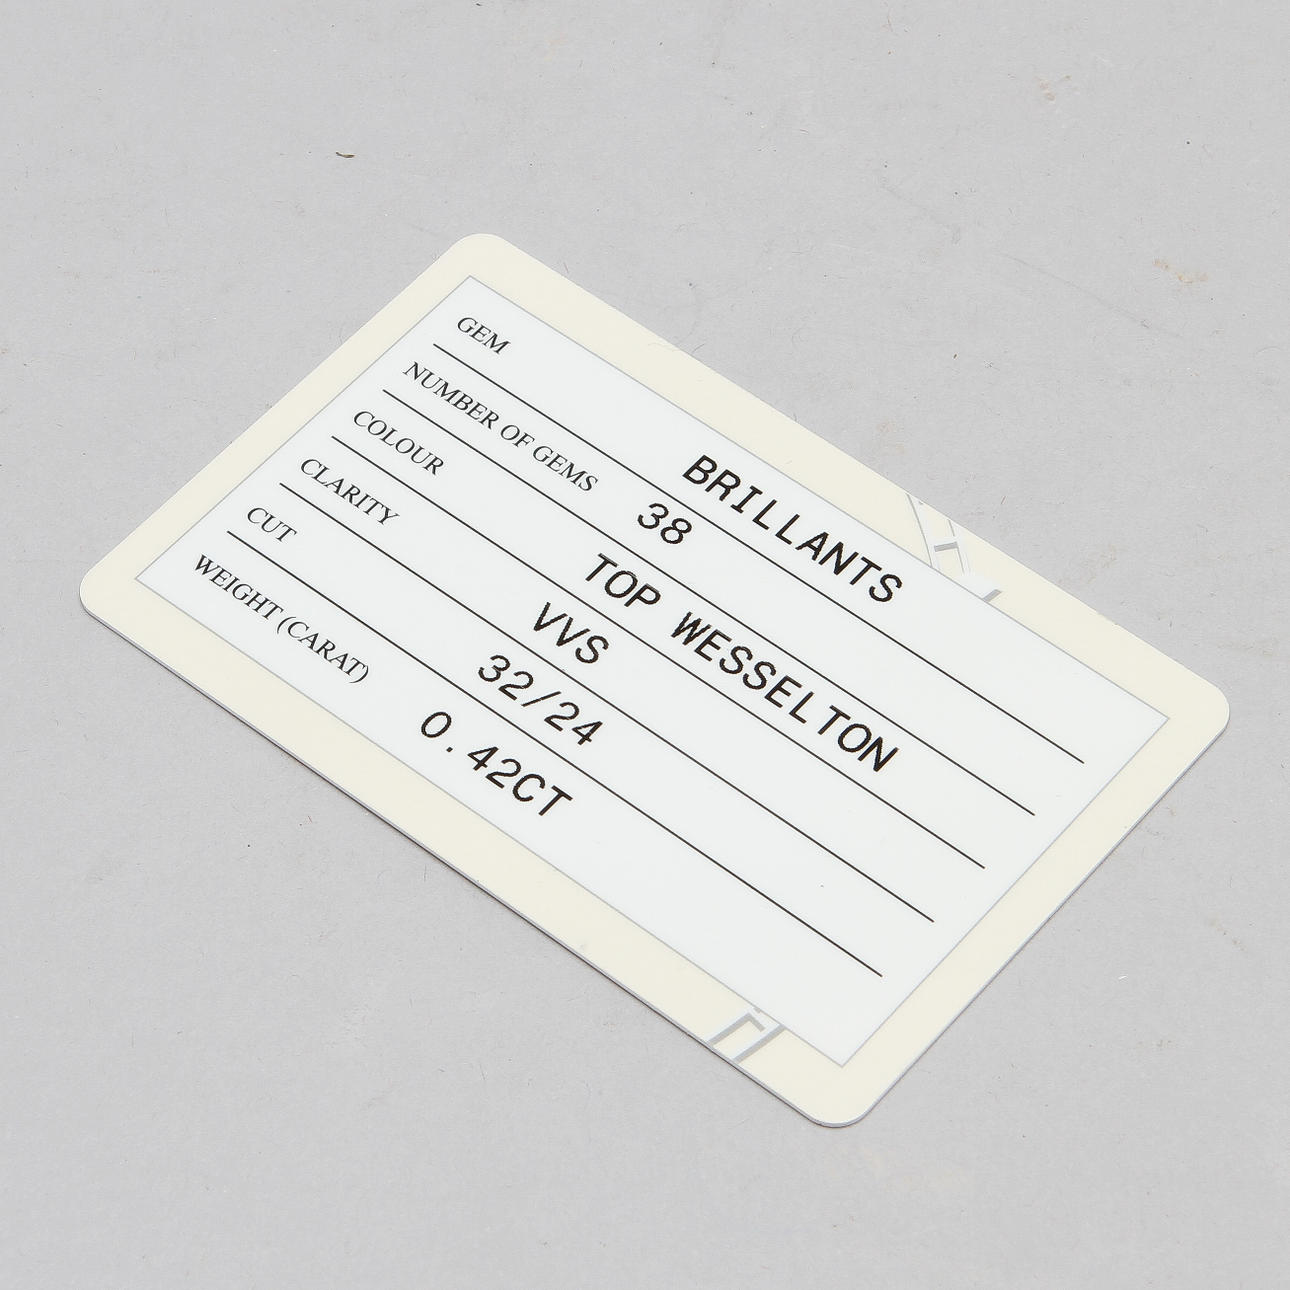 GEM BRILLANTS
NUMBER OF GEMS 38
COLOUR TOP WESSELTON
CLARITY VVS
CUT 32/24
WEIGHT (CARAT) 0.42CT